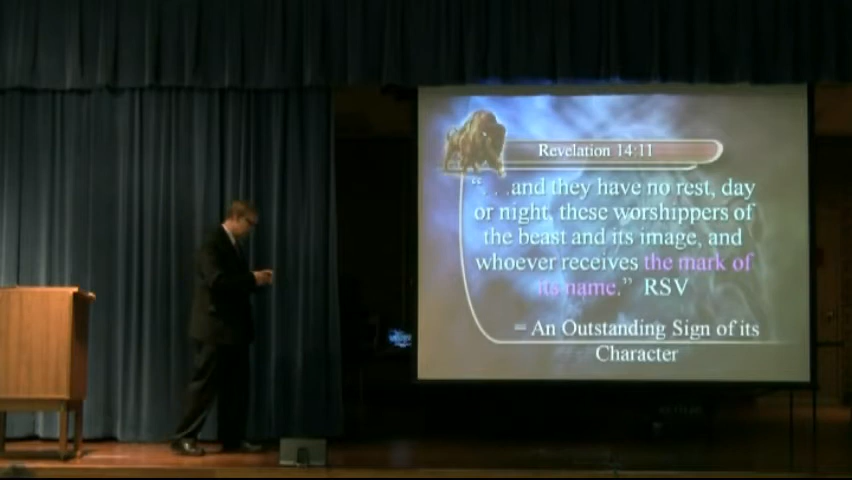 Revelation 14:11
“. . .and they have no rest, day
or night, these worshippers of
the beast and its image, and
whoever receives the mark of
its name.” RSV
= An Outstanding Sign of its
Character